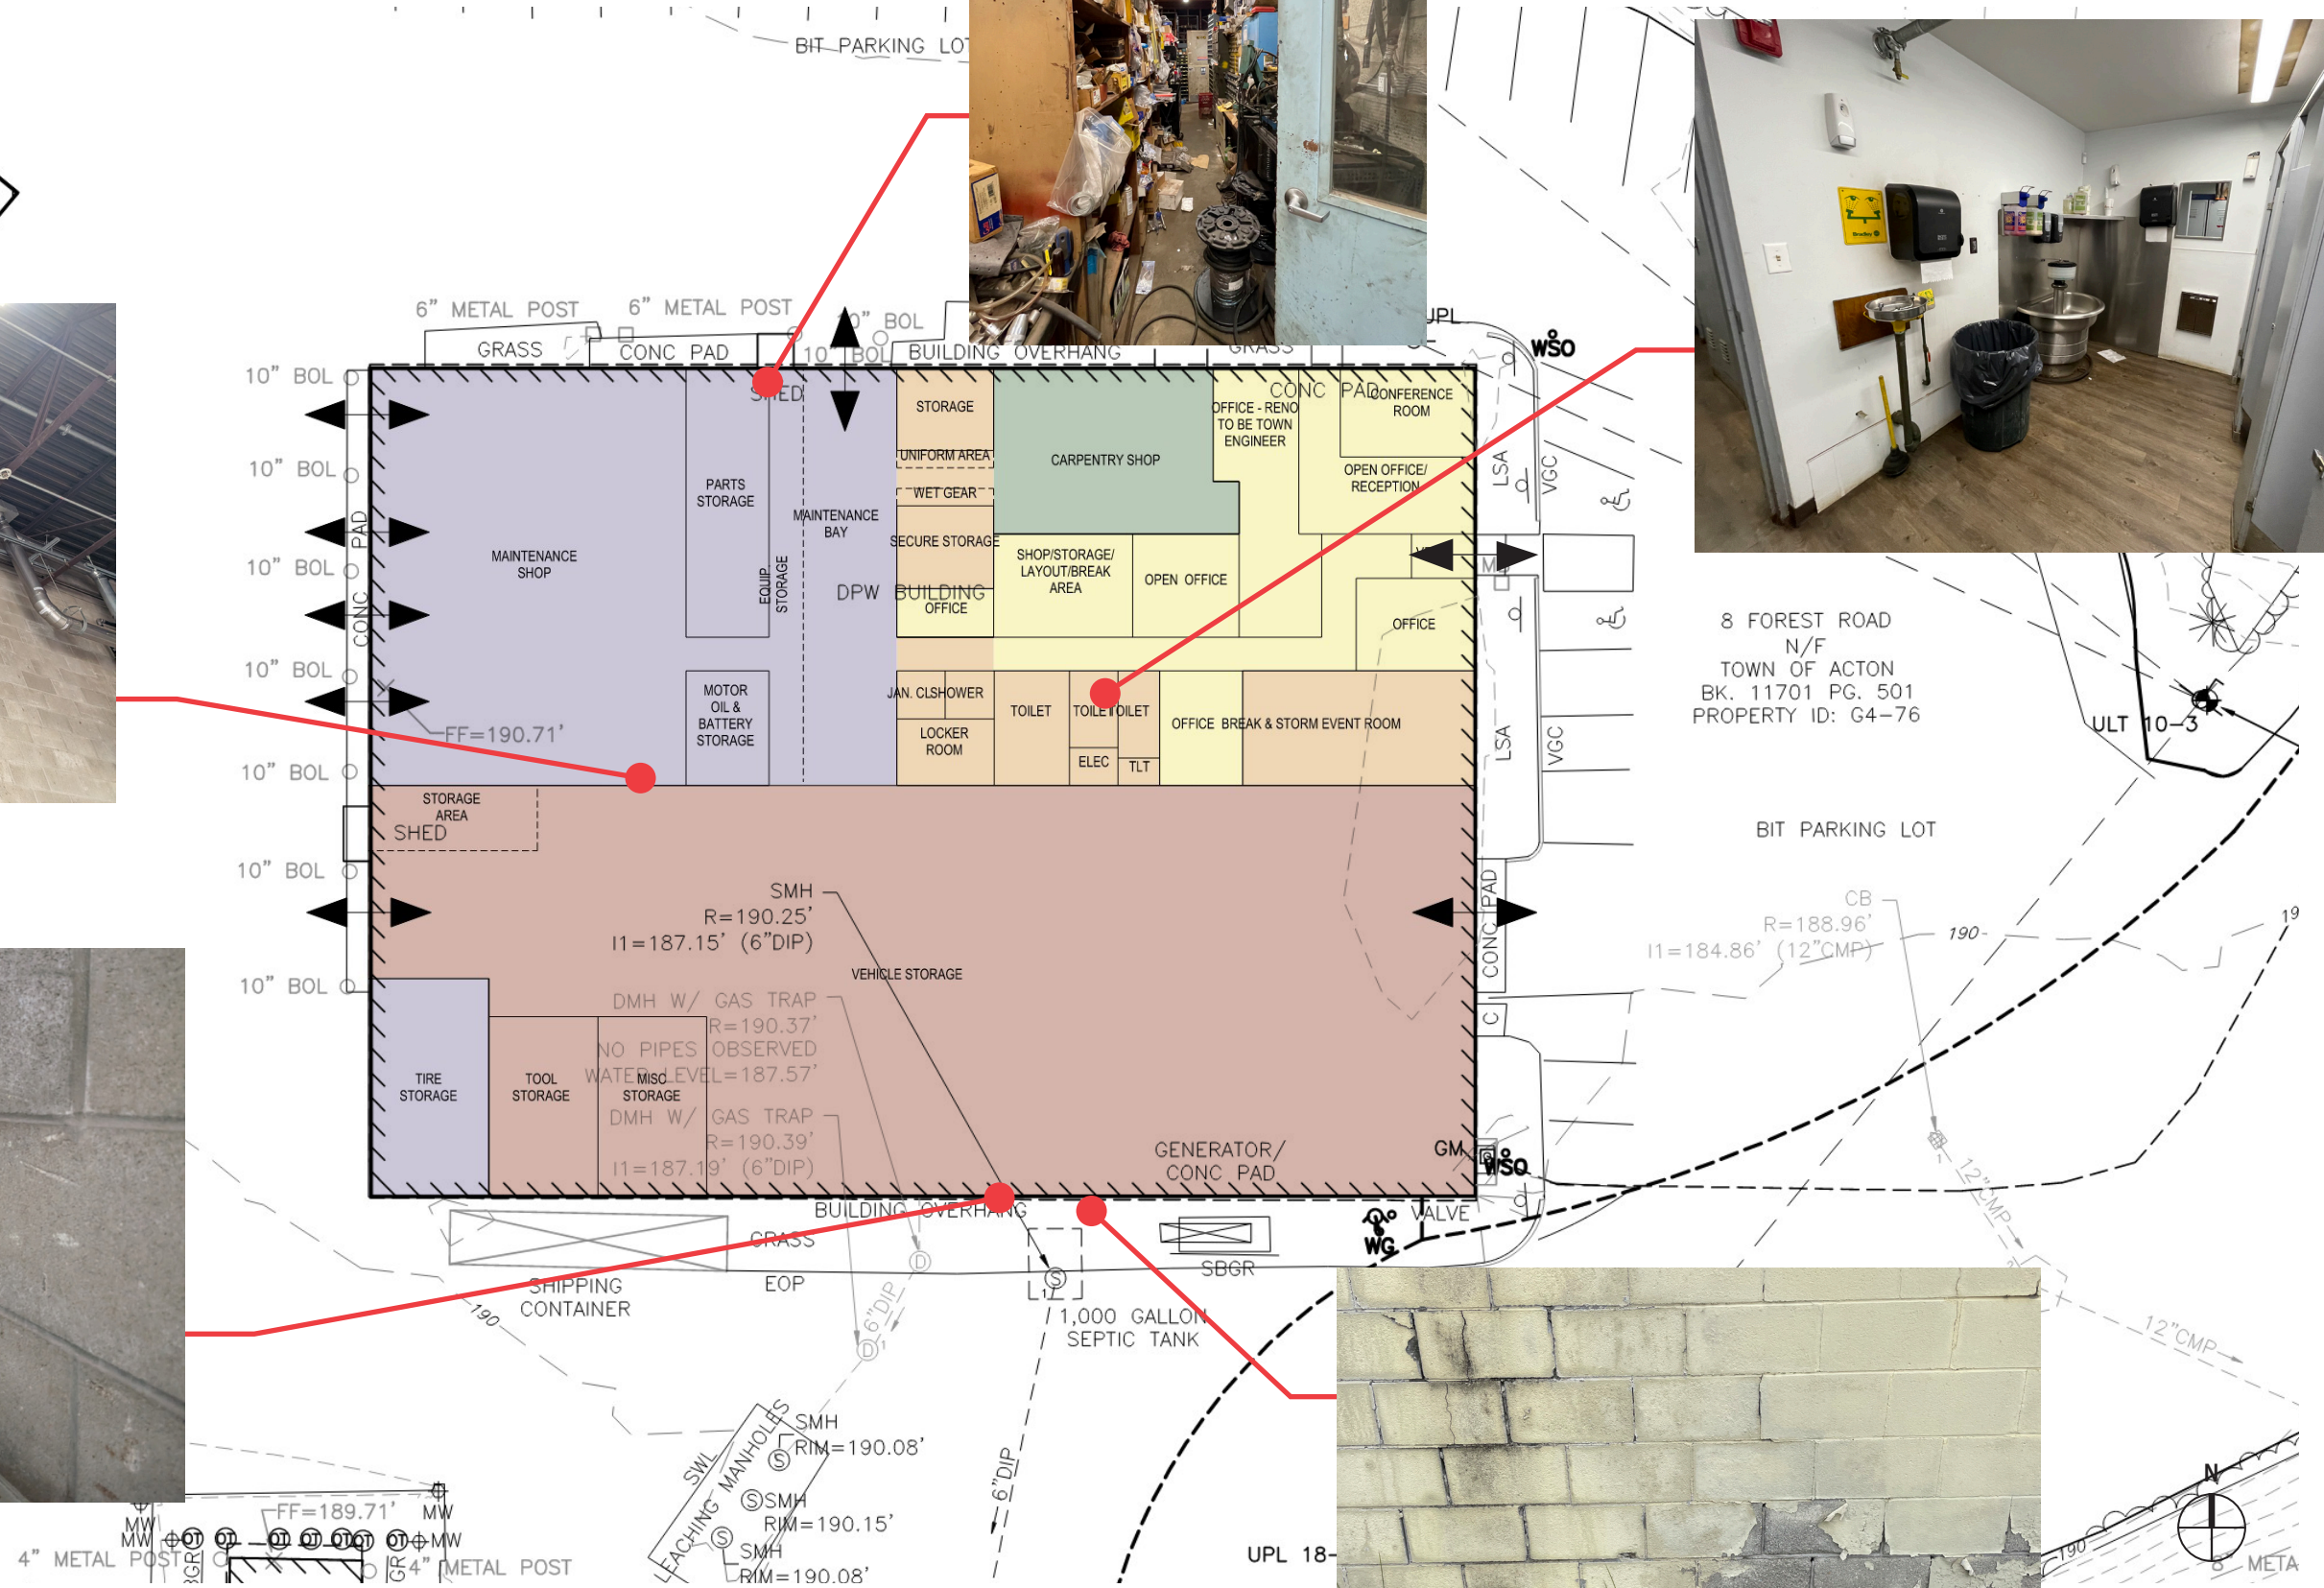 BIT PARKING LOT
6" METAL POST
6" METAL POST
10" BOL
GRASS
CONC PAD
10" BOL
BUILDING OVERHANG
GRASS
UPL
WSO
10" BOL
SHED
CONC PAD
STORAGE
OFFICE - RENO
TO BE TOWN
ENGINEER
CONFERENCE
ROOM
UNIFORM AREA
CARPENTRY SHOP
10" BOL
OPEN OFFICE/
RECEPTION
LSA
VGC
PARTS
STORAGE
WET GEAR
MAINTENANCE
BAY
CONC PAD
SECURE STORAGE
MAINTENANCE
SHOP
SHOP/STORAGE/
LAYOUT/BREAK
AREA
OPEN OFFICE
10" BOL
EQUIP.
STORAGE
DPW BUILDING
OFFICE
OFFICE
8 FOREST ROAD
N/F
TOWN OF ACTON
BK. 11701 PG. 501
PROPERTY ID: G4-76
10" BOL
JAN. CL
SHOWER
MOTOR
OIL &
BATTERY
STORAGE
TOILET
TOILET
TOILET
OFFICE
BREAK & STORM EVENT ROOM
ULT 10-3
FF=190.71'
LOCKER
ROOM
ELEC
TLT
LSA
VGC
10" BOL
STORAGE
AREA
SHED
BIT PARKING LOT
10" BOL
SMH
R=190.25'
I1=187.15' (6"DIP)
CONC PAD
CB
R=188.96'
I1=184.86' (12"CMP)
190
19
10" BOL
VEHICLE STORAGE
DMH W/ GAS TRAP
R=190.37'
NO PIPES OBSERVED
WATER LEVEL=187.57'
C
TIRE
STORAGE
TOOL
STORAGE
MISC
STORAGE
DMH W/ GAS TRAP
R=190.39'
I1=187.19' (6"DIP)
GENERATOR/
CONC PAD
GM
WSO
12"CMP
BUILDING OVERHANG
VALVE
GRASS
WG
D
EOP
SBGR
SHIPPING
CONTAINER
S
190
6"DIP
1,000 GALLON
SEPTIC TANK
D
12"CMP
SWL
LEACHING MANHOLES
SMH
RIM=190.08'
S
6"DIP
SMH
RIM=190.15'
S
SMH
RIM=190.08'
S
N
FF=189.71'
MW
MW
MW
MW
4" METAL POST
4" METAL POST
UPL 18-
190
8" META
Bradley